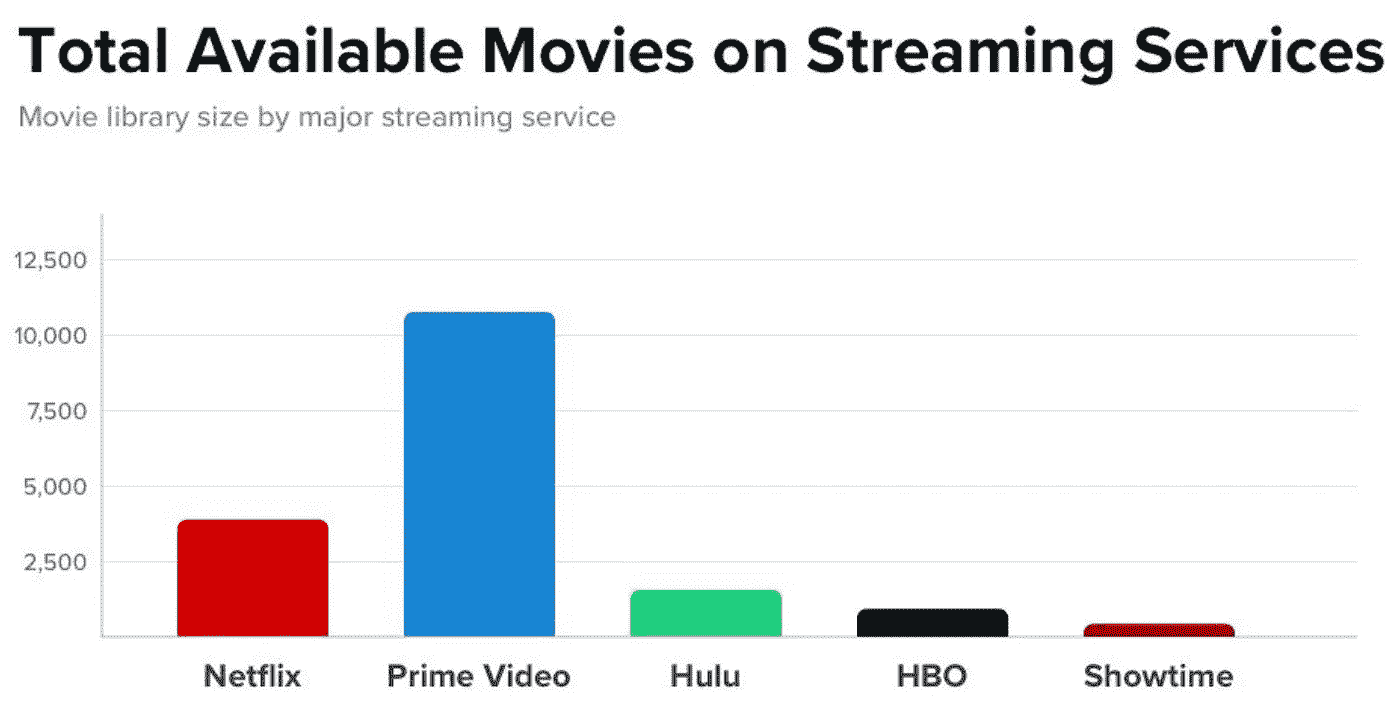 Total Available Movies on Streaming Services
Movie library size by major streaming service
12,500
10,000
7,500
5,000
2,500
Netflix Prime Video Hulu HBO Showtime